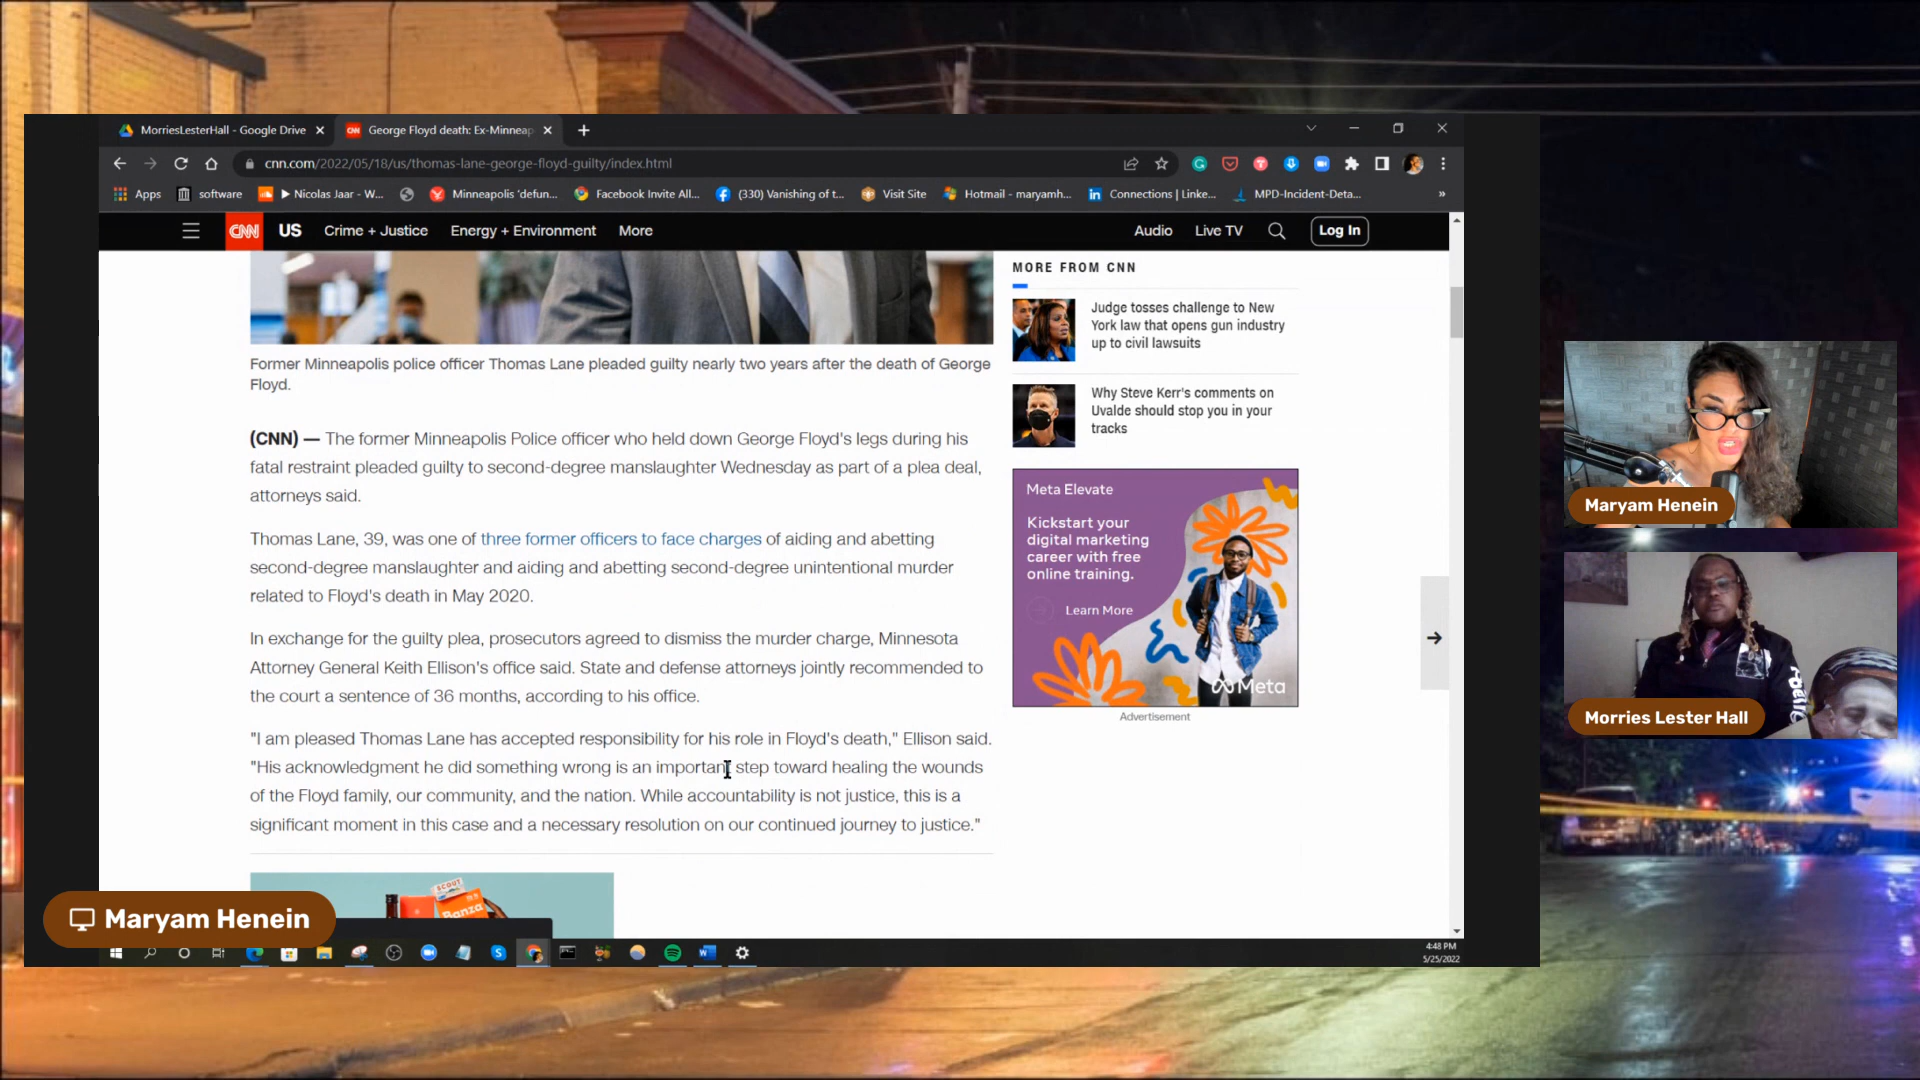 MorriesLesterHall - Google Drive
George Floyd death: Ex-Minneap
cnn.com/2022/05/18/us/thomas-lane-george-floyd-guilty/index.html
Apps
software
▶ Nicolas Jaar - W...
Minneapolis 'defun...
Facebook Invite All...
(330) Vanishing of t...
Visit Site
Hotmail - maryamh...
Connections | Linke...
MPD-Incident-Deta...
»
CNN US Crime + Justice Energy + Environment More
Audio Live TV Log In
Former Minneapolis police officer Thomas Lane pleaded guilty nearly two years after the death of George
Floyd.
(CNN) — The former Minneapolis Police officer who held down George Floyd's legs during his
fatal restraint pleaded guilty to second-degree manslaughter Wednesday as part of a plea deal,
attorneys said.
Thomas Lane, 39, was one of three former officers to face charges of aiding and abetting
second-degree manslaughter and aiding and abetting second-degree unintentional murder
related to Floyd's death in May 2020.
In exchange for the guilty plea, prosecutors agreed to dismiss the murder charge, Minnesota
Attorney General Keith Ellison's office said. State and defense attorneys jointly recommended to
the court a sentence of 36 months, according to his office.
"I am pleased Thomas Lane has accepted responsibility for his role in Floyd's death," Ellison said.
"His acknowledgment he did something wrong is an important step toward healing the wounds
of the Floyd family, our community, and the nation. While accountability is not justice, this is a
significant moment in this case and a necessary resolution on our continued journey to justice."
SCOUT
Banza
MORE FROM CNN
Judge tosses challenge to New
York law that opens gun industry
up to civil lawsuits
Why Steve Kerr's comments on
Uvalde should stop you in your
tracks
Meta Elevate
Kickstart your
digital marketing
career with free
online training.
Learn More
Meta
Advertisement
Maryam Henein
Morries Lester Hall
Maryam Henein
4:48 PM
5/25/2022